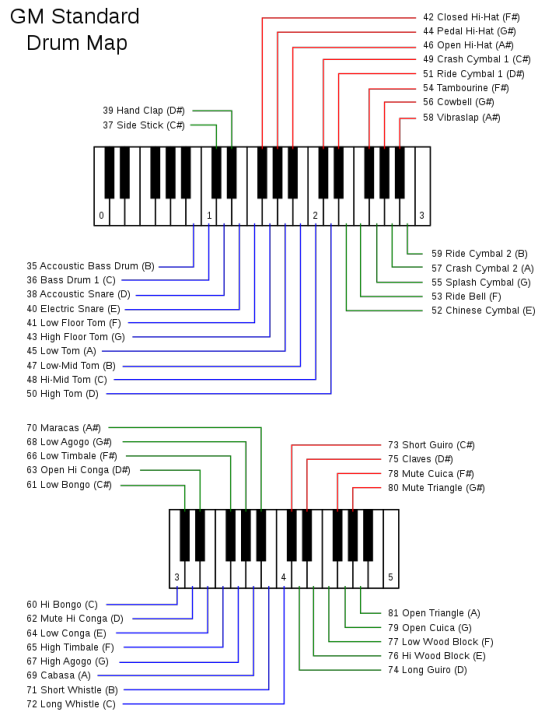 GM Standard
Drum Map
42 Closed Hi-Hat (F#)
44 Pedal Hi-Hat (G#)
46 Open Hi-Hat (A#)
49 Crash Cymbal 1 (C#)
51 Ride Cymbal 1 (D#)
54 Tambourine (F#)
56 Cowbell (G#)
58 Vibraslap (A#)
39 Hand Clap (D#)
37 Side Stick (C#)
0 1 2 3
59 Ride Cymbal 2 (B)
57 Crash Cymbal 2 (A)
55 Splash Cymbal (G)
53 Ride Bell (F)
52 Chinese Cymbal (E)
35 Accoustic Bass Drum (B)
36 Bass Drum 1 (C)
38 Accoustic Snare (D)
40 Electric Snare (E)
41 Low Floor Tom (F)
43 High Floor Tom (G)
45 Low Tom (A)
47 Low-Mid Tom (B)
48 Hi-Mid Tom (C)
50 High Tom (D)
70 Maracas (A#)
68 Low Agogo (G#)
66 Low Timbale (F#)
63 Open Hi Conga (D#)
61 Low Bongo (C#)
73 Short Guiro (C#)
75 Claves (D#)
78 Mute Cuica (F#)
80 Mute Triangle (G#)
3 4 5
60 Hi Bongo (C)
62 Mute Hi Conga (D)
64 Low Conga (E)
65 High Timbale (F)
67 High Agogo (G)
69 Cabasa (A)
71 Short Whistle (B)
72 Long Whistle (C)
81 Open Triangle (A)
79 Open Cuica (G)
77 Low Wood Block (F)
76 Hi Wood Block (E)
74 Long Guiro (D)